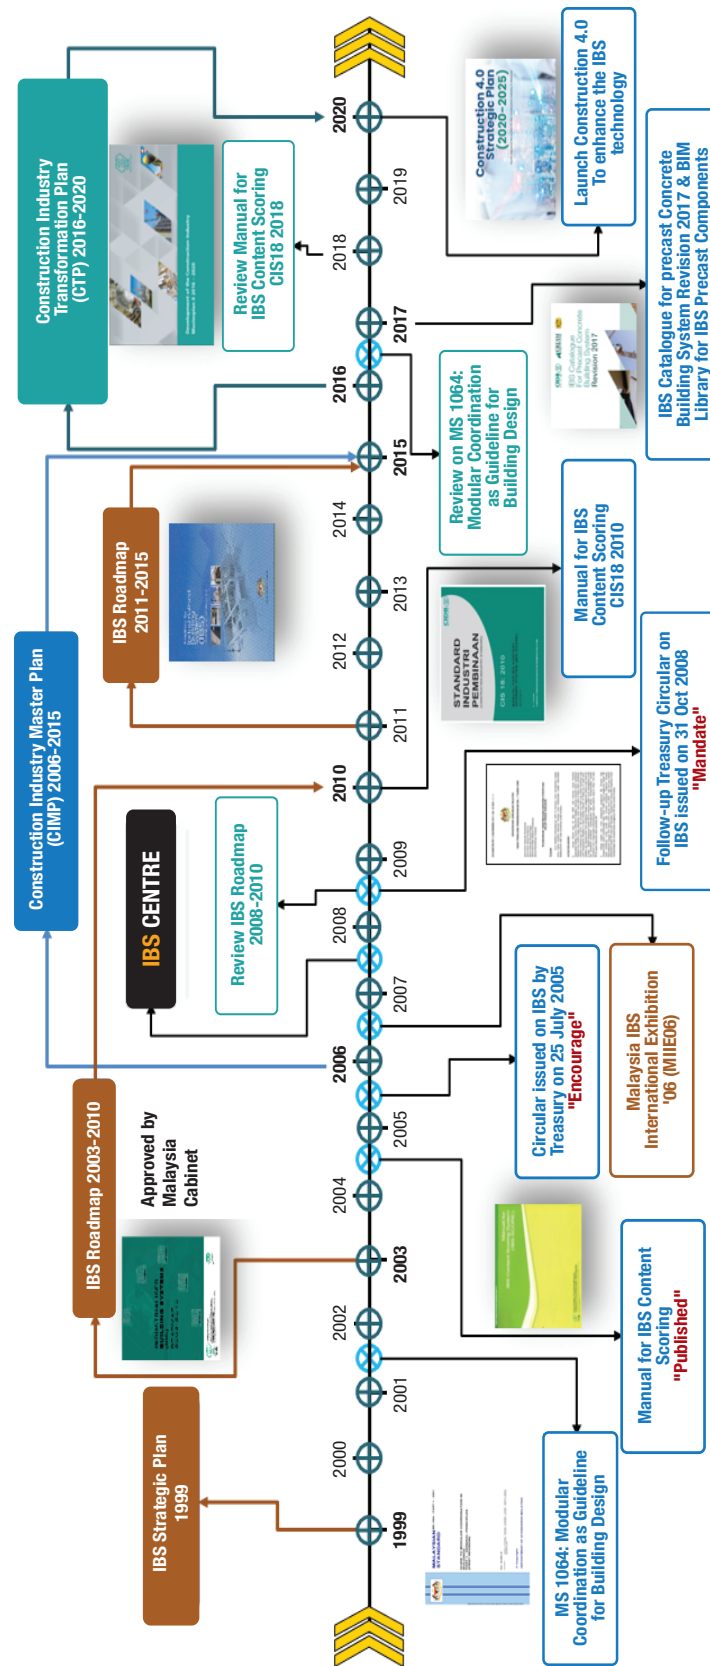 IBS Strategic Plan
1999
IBS Roadmap 2003-2010
Approved by
Malaysia
Cabinet
Construction Industry Master Plan
(CIMP) 2006-2015
IBS CENTRE
Review IBS Roadmap
2008-2010
IBS Roadmap
2011-2015
Construction Industry
Transformation Plan
(CTP) 2016-2020
Review Manual for
IBS Content Scoring
CIS18 2018
1999
2000
2001
2002
2003
2004
2005
2006
2007
2008
2009
2010
2011
2012
2013
2014
2015
2016
2017
2018
2019
2020
MALAYSIAN
STANDARD
MS 1064: Modular
Coordination as Guideline
for Building Design
Manual for IBS Content
Scoring
"Published"
Circular issued on IBS by
Treasury on 25 July 2005
"Encourage"
Malaysia IBS
International Exhibition
'06 (MIIE06)
Follow-up Treasury Circular on
IBS issued on 31 Oct 2008
"Mandate"
STANDARD
INDUSTRI
PEMBINAAN
CIS 18: 2010
Manual for IBS
Content Scoring
CIS18 2010
Review on MS 1064:
Modular Coordination
as Guideline for
Building Design
IBS Catalogue
For Precast Concrete
Building System
Revision 2017
IBS Catalogue for precast Concrete
Building System Revision 2017 & BIM
Library for IBS Precast Components
Construction 4.0
Strategic Plan
(2020-2025)
Launch Construction 4.0
To enhance the IBS
technology